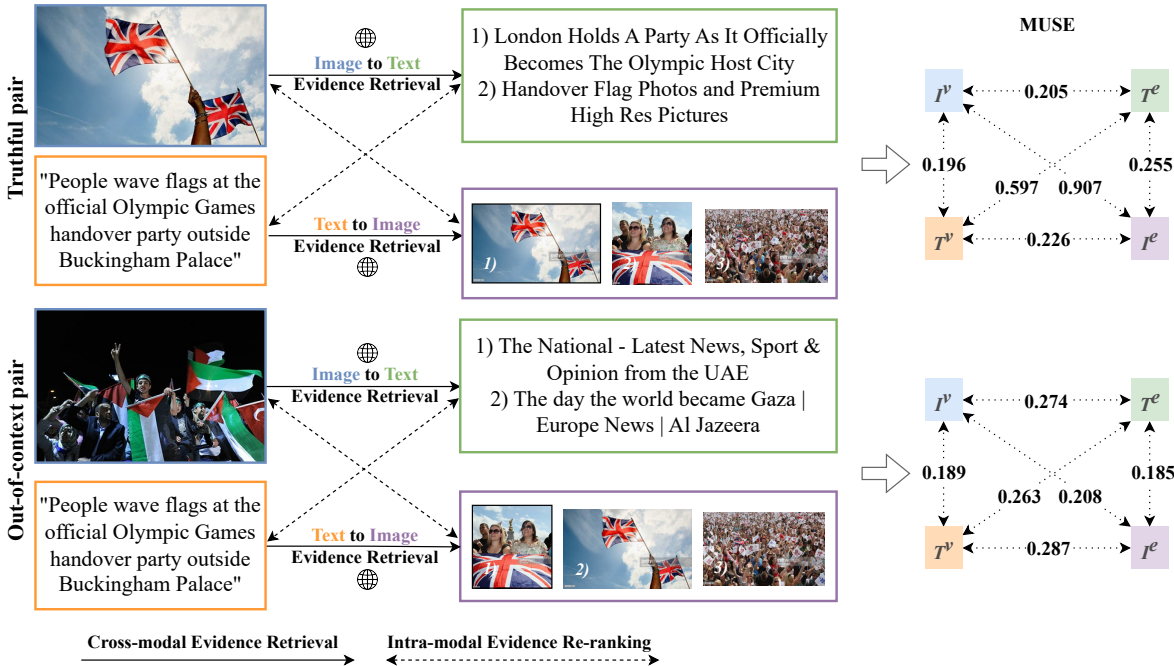 MUSE
Truthful pair
Image to Text
Evidence Retrieval
1) London Holds A Party As It Officially
Becomes The Olympic Host City
2) Handover Flag Photos and Premium
High Res Pictures
"People wave flags at the
official Olympic Games
handover party outside
Buckingham Palace"
Text to Image
Evidence Retrieval
1)
3)
I^v
0.205
T^e
0.196
0.597
0.907
0.255
T^v
0.226
I^e
Out-of-context pair
Image to Text
Evidence Retrieval
1) The National - Latest News, Sport &
Opinion from the UAE
2) The day the world became Gaza |
Europe News | Al Jazeera
"People wave flags at the
official Olympic Games
handover party outside
Buckingham Palace"
Text to Image
Evidence Retrieval
2)
3)
I^v
0.274
T^e
0.189
0.263
0.208
0.185
T^v
0.287
I^e
Cross-modal Evidence Retrieval
Intra-modal Evidence Re-ranking